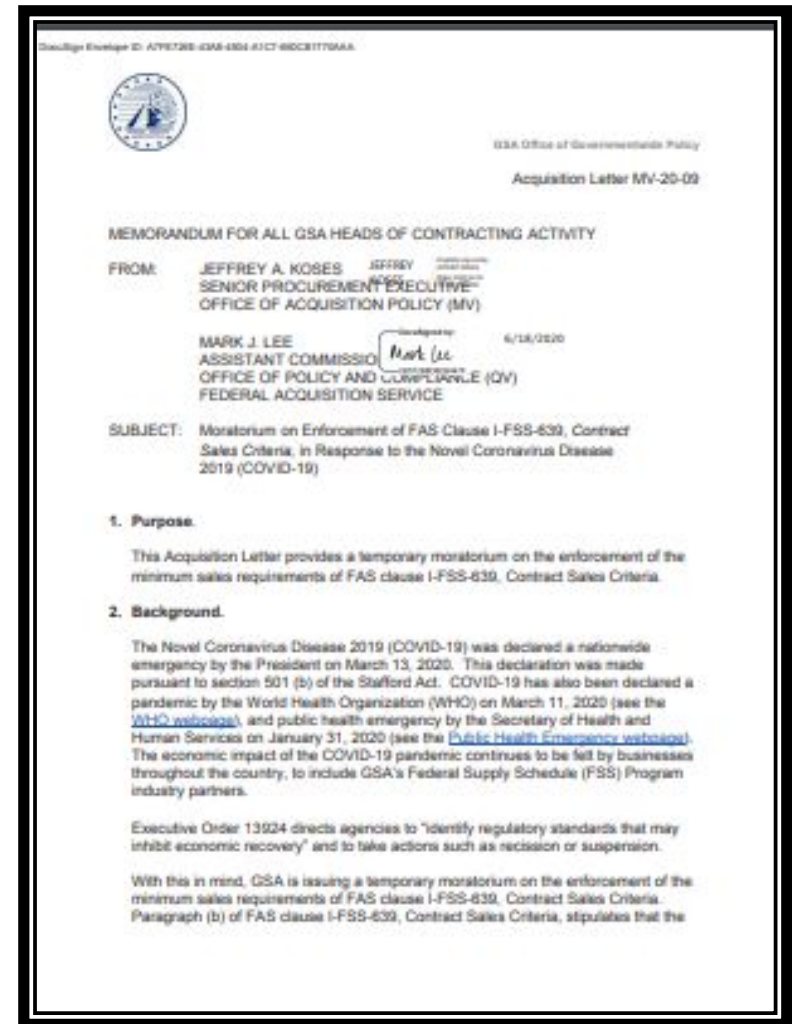 DocuSign Envelope ID:
GSA Office of Governmentwide Policy
Acquisition Letter MV-20-09
MEMORANDUM FOR ALL GSA HEADS OF CONTRACTING ACTIVITY
FROM: JEFFREY A. KOSES JEFFREY
SENIOR PROCUREMENT EXECUTIVE
OFFICE OF ACQUISITION POLICY (MV)
MARK J. LEE 6/18/2020
ASSISTANT COMMISSIO Mark Lee
OFFICE OF POLICY AND COMPLIANCE (QV)
FEDERAL ACQUISITION SERVICE
SUBJECT: Moratorium on Enforcement of FAS Clause I-FSS-639, Contract
Sales Criteria, in Response to the Novel Coronavirus Disease
2019 (COVID-19)
1. Purpose.
This Acquisition Letter provides a temporary moratorium on the enforcement of the
minimum sales requirements of FAS clause I-FSS-639, Contract Sales Criteria.
2. Background.
The Novel Coronavirus Disease 2019 (COVID-19) was declared a nationwide
emergency by the President on March 13, 2020. This declaration was made
pursuant to section 501 (b) of the Stafford Act. COVID-19 has also been declared a
pandemic by the World Health Organization (WHO) on March 11, 2020 (see the
WHO webpage), and public health emergency by the Secretary of Health and
Human Services on January 31, 2020 (see the Public Health Emergency webpage).
The economic impact of the COVID-19 pandemic continues to be felt by businesses
throughout the country, to include GSA's Federal Supply Schedule (FSS) Program
industry partners.
Executive Order 13924 directs agencies to "identify regulatory standards that may
inhibit economic recovery" and to take actions such as recission or suspension.
With this in mind, GSA is issuing a temporary moratorium on the enforcement of the
minimum sales requirements of FAS clause I-FSS-639, Contract Sales Criteria.
Paragraph (b) of FAS clause I-FSS-639, Contract Sales Criteria, stipulates that the